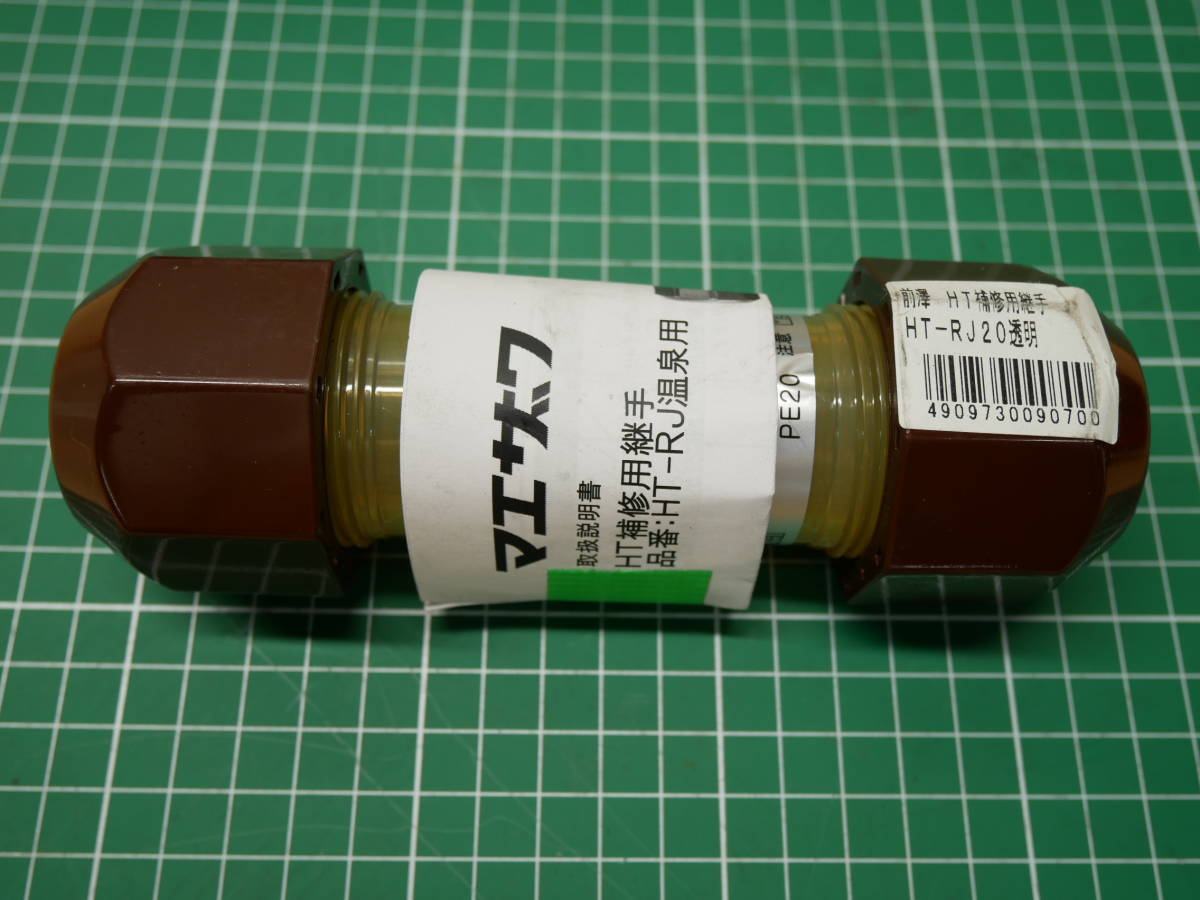 マエサワ
取扱説明書
HT補修用継手
品番:HT-RJ温泉用
PE20
注意
前澤 HT補修用継手
HT-RJ20透明
4909730090700